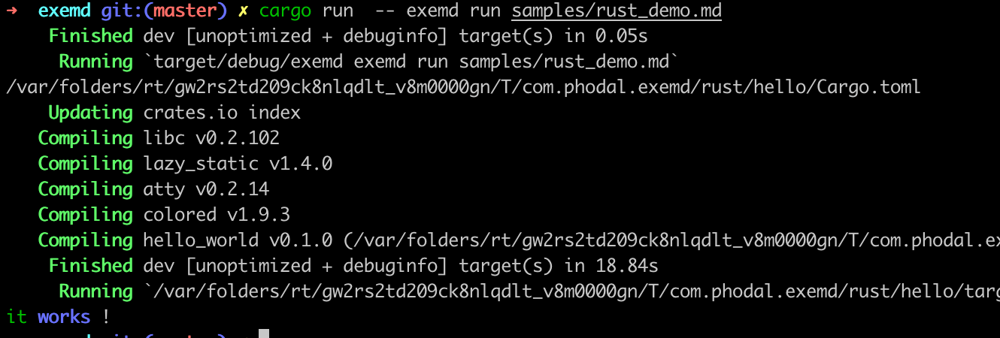 ➜  exemd git:(master) ✗ cargo run  -- exemd run samples/rust_demo.md
    Finished dev [unoptimized + debuginfo] target(s) in 0.05s
     Running `target/debug/exemd exemd run samples/rust_demo.md`
/var/folders/rt/gw2rs2td209ck8nlqdlt_v8m0000gn/T/com.phodal.exemd/rust/hello/Cargo.toml
    Updating crates.io index
   Compiling libc v0.2.102
   Compiling lazy_static v1.4.0
   Compiling atty v0.2.14
   Compiling colored v1.9.3
   Compiling hello_world v0.1.0 (/var/folders/rt/gw2rs2td209ck8nlqdlt_v8m0000gn/T/com.phodal.ex
    Finished dev [unoptimized + debuginfo] target(s) in 18.84s
     Running `/var/folders/rt/gw2rs2td209ck8nlqdlt_v8m0000gn/T/com.phodal.exemd/rust/hello/targ
it works !